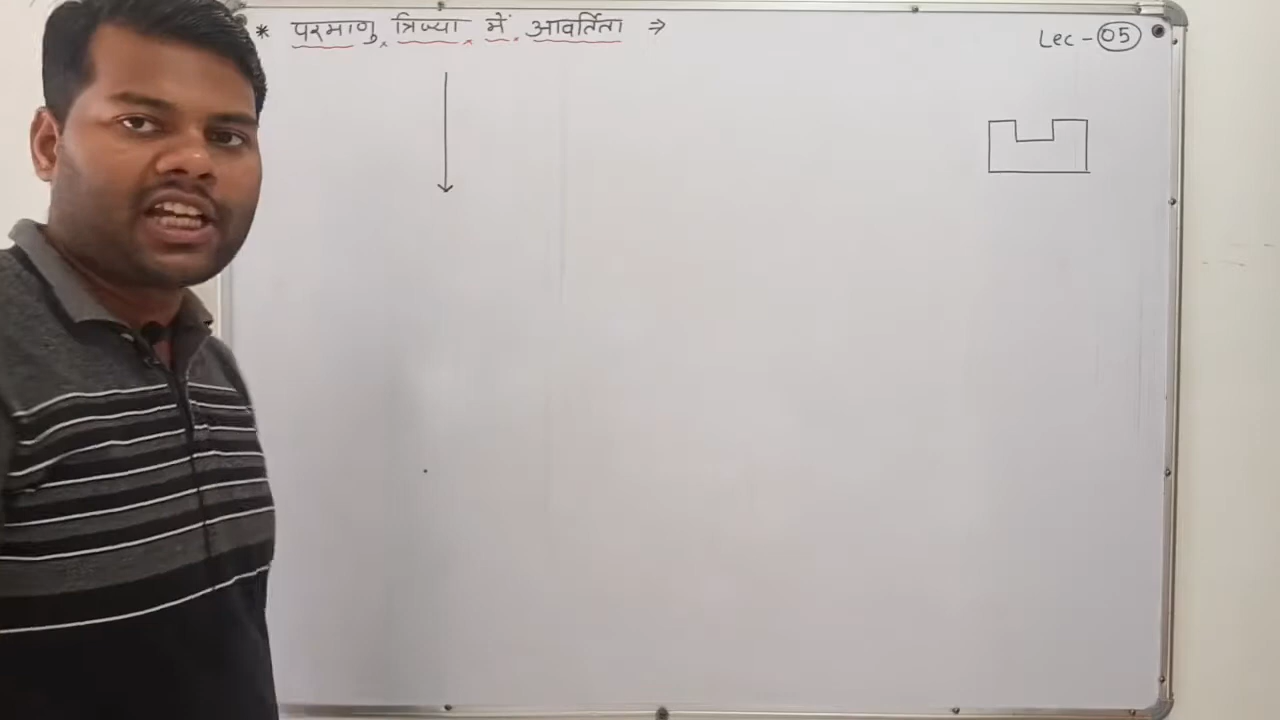 * परमाणु त्रिज्या में आवर्तिता →
Lec - 05